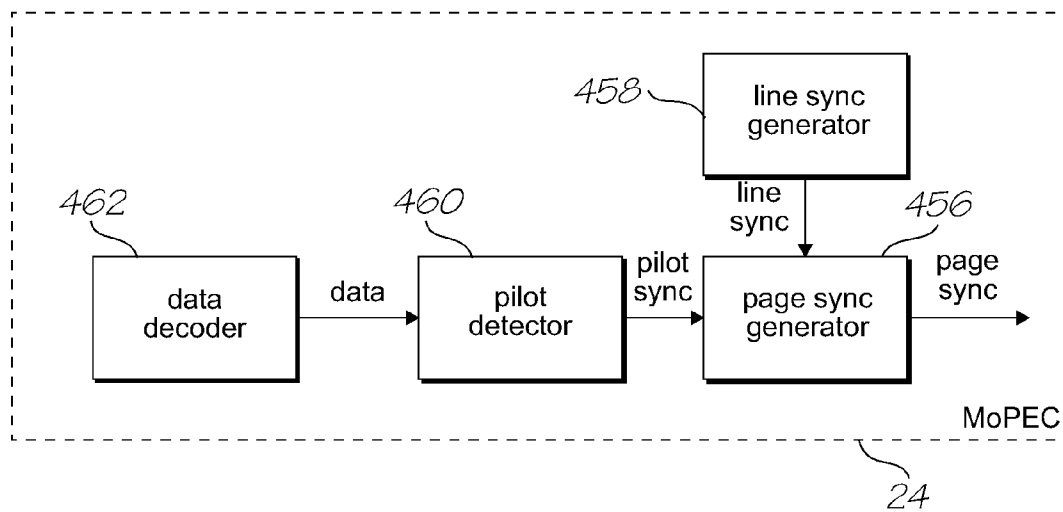 458
line sync
generator
line
sync
462
460
456
data
decoder
data
pilot
detector
pilot
sync
page sync
generator
page
sync
MoPEC
24